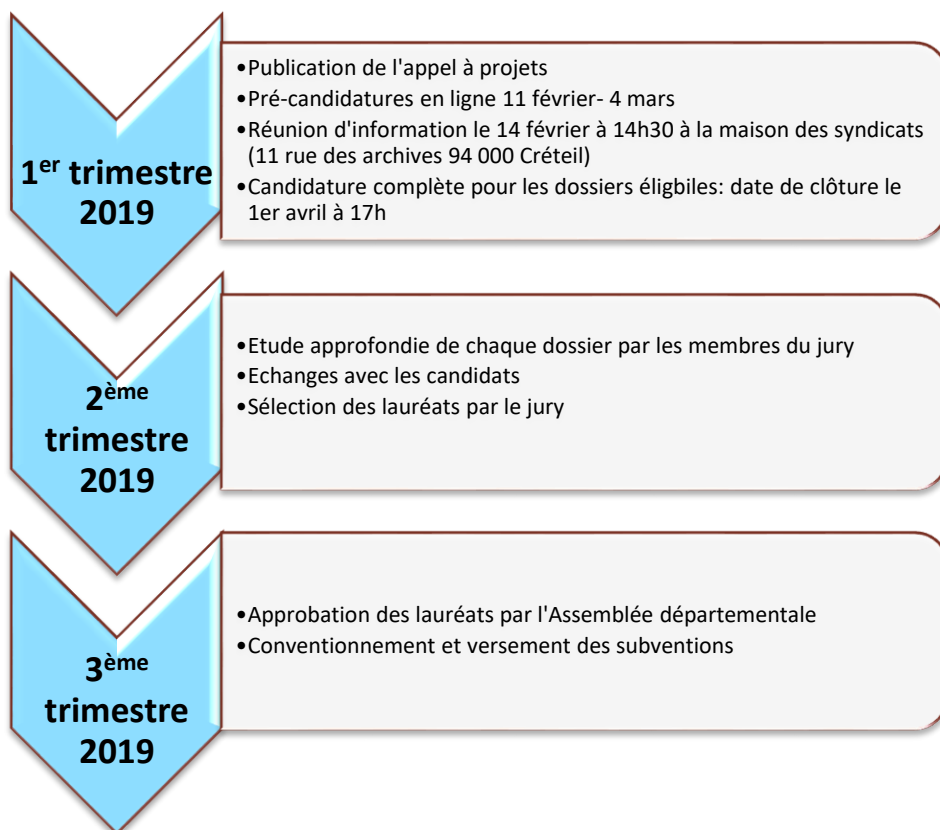 1er trimestre
2019
•Publication de l'appel à projets
•Pré-candidatures en ligne 11 février- 4 mars
•Réunion d'information le 14 février à 14h30 à la maison des syndicats
(11 rue des archives 94 000 Créteil)
•Candidature complète pour les dossiers éligbiles: date de clôture le
1er avril à 17h
2ème
trimestre
2019
•Etude approfondie de chaque dossier par les membres du jury
•Echanges avec les candidats
•Sélection des lauréats par le jury
3ème
trimestre
2019
•Approbation des lauréats par l'Assemblée départementale
•Conventionnement et versement des subventions